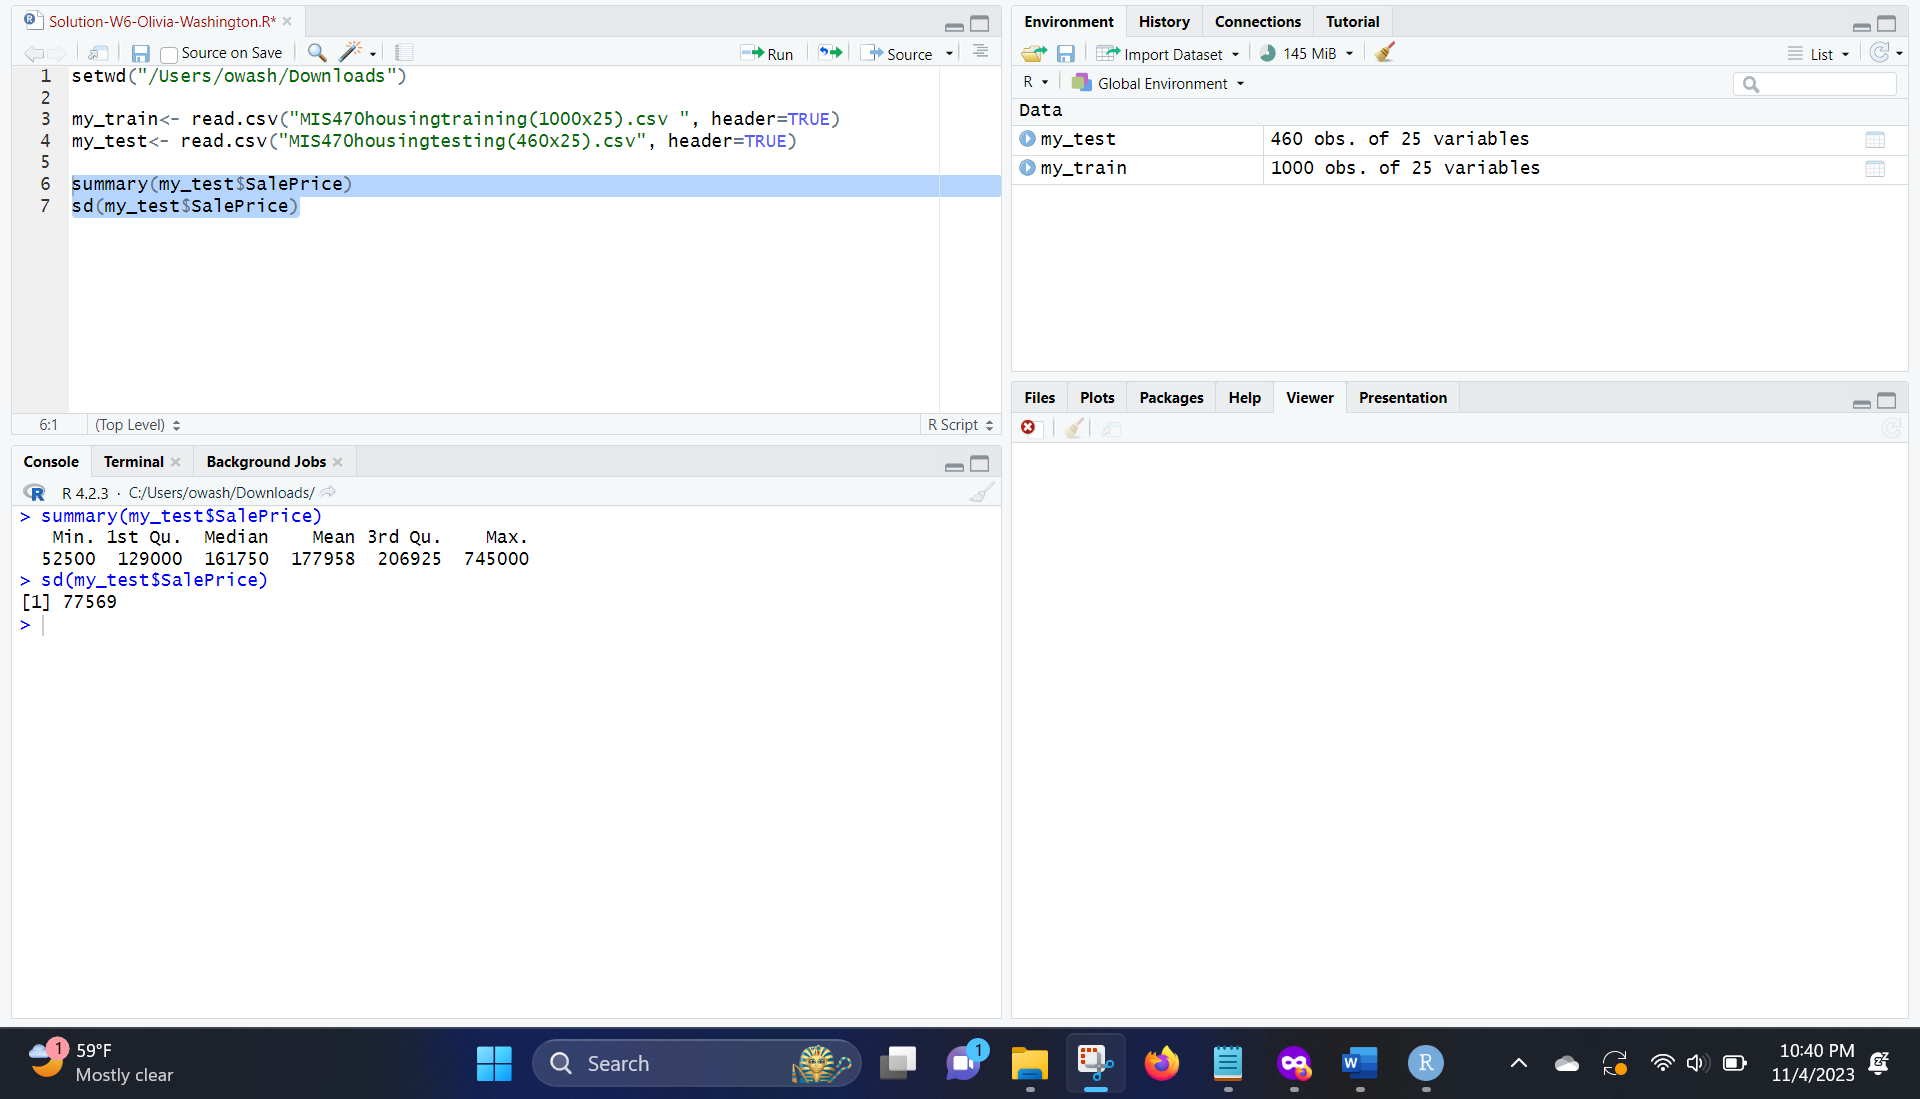 Solution-W6-Olivia-Washington.R*
Source on Save
Run
Source
1 setwd("/Users/owash/Downloads")
2
3 my_train<- read.csv("MIS470housingtraining(1000x25).csv ", header=TRUE)
4 my_test<- read.csv("MIS470housingtesting(460x25).csv", header=TRUE)
5
6 summary(my_test$SalePrice)
7 sd(my_test$SalePrice)
6:1 (Top Level) R Script
Console Terminal Background Jobs
R R 4.2.3 · C:/Users/owash/Downloads/
> summary(my_test$SalePrice)
Min. 1st Qu. Median Mean 3rd Qu. Max.
52500 129000 161750 177958 206925 745000
> sd(my_test$SalePrice)
[1] 77569
>
Environment History Connections Tutorial
Import Dataset 145 MiB List
R Global Environment
Data
my_test 460 obs. of 25 variables
my_train 1000 obs. of 25 variables
Files Plots Packages Help Viewer Presentation
1 59°F
Mostly clear
Search
1
W
R
10:40 PM
11/4/2023